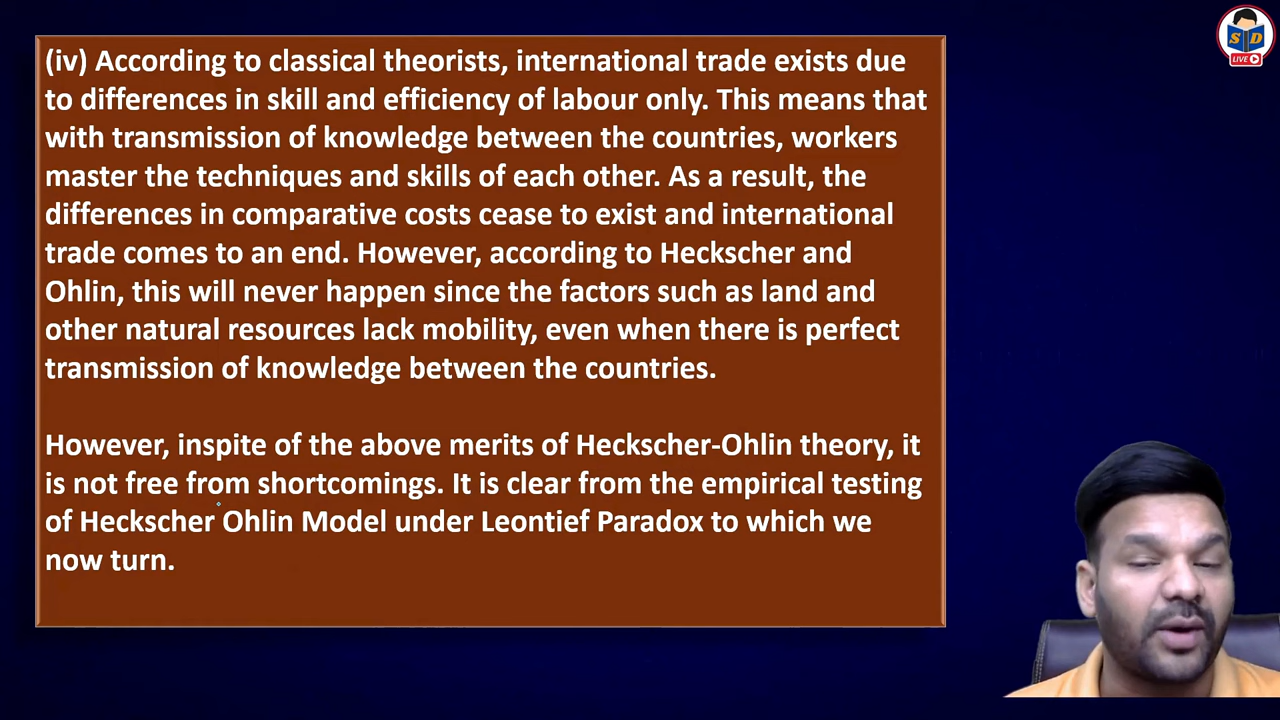 (iv) According to classical theorists, international trade exists due
to differences in skill and efficiency of labour only. This means that
with transmission of knowledge between the countries, workers
master the techniques and skills of each other. As a result, the
differences in comparative costs cease to exist and international
trade comes to an end. However, according to Heckscher and
Ohlin, this will never happen since the factors such as land and
other natural resources lack mobility, even when there is perfect
transmission of knowledge between the countries.
However, inspite of the above merits of Heckscher-Ohlin theory, it
is not free from shortcomings. It is clear from the empirical testing
of Heckscher Ohlin Model under Leontief Paradox to which we
now turn.
S D
LIVE